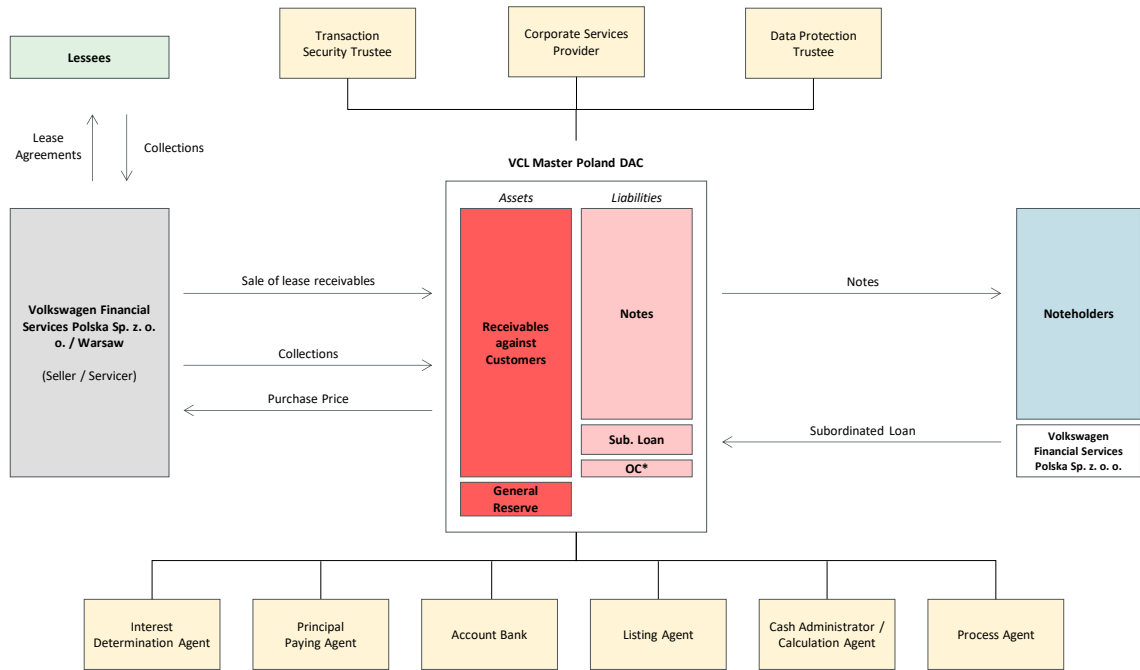 Transaction
Security Trustee
Corporate Services
Provider
Data Protection
Trustee
Lessees
Lease
Agreements
Collections
VCL Master Poland DAC
Assets
Liabilities
Volkswagen Financial
Services Polska Sp. z. o.
o. / Warsaw
(Seller / Servicer)
Sale of lease receivables
Collections
Purchase Price
Receivables
against
Customers
General
Reserve
Notes
Sub. Loan
OC*
Notes
Subordinated Loan
Noteholders
Volkswagen
Financial Services
Polska Sp. z. o. o.
Interest
Determination Agent
Principal
Paying Agent
Account Bank
Listing Agent
Cash Administrator /
Calculation Agent
Process Agent